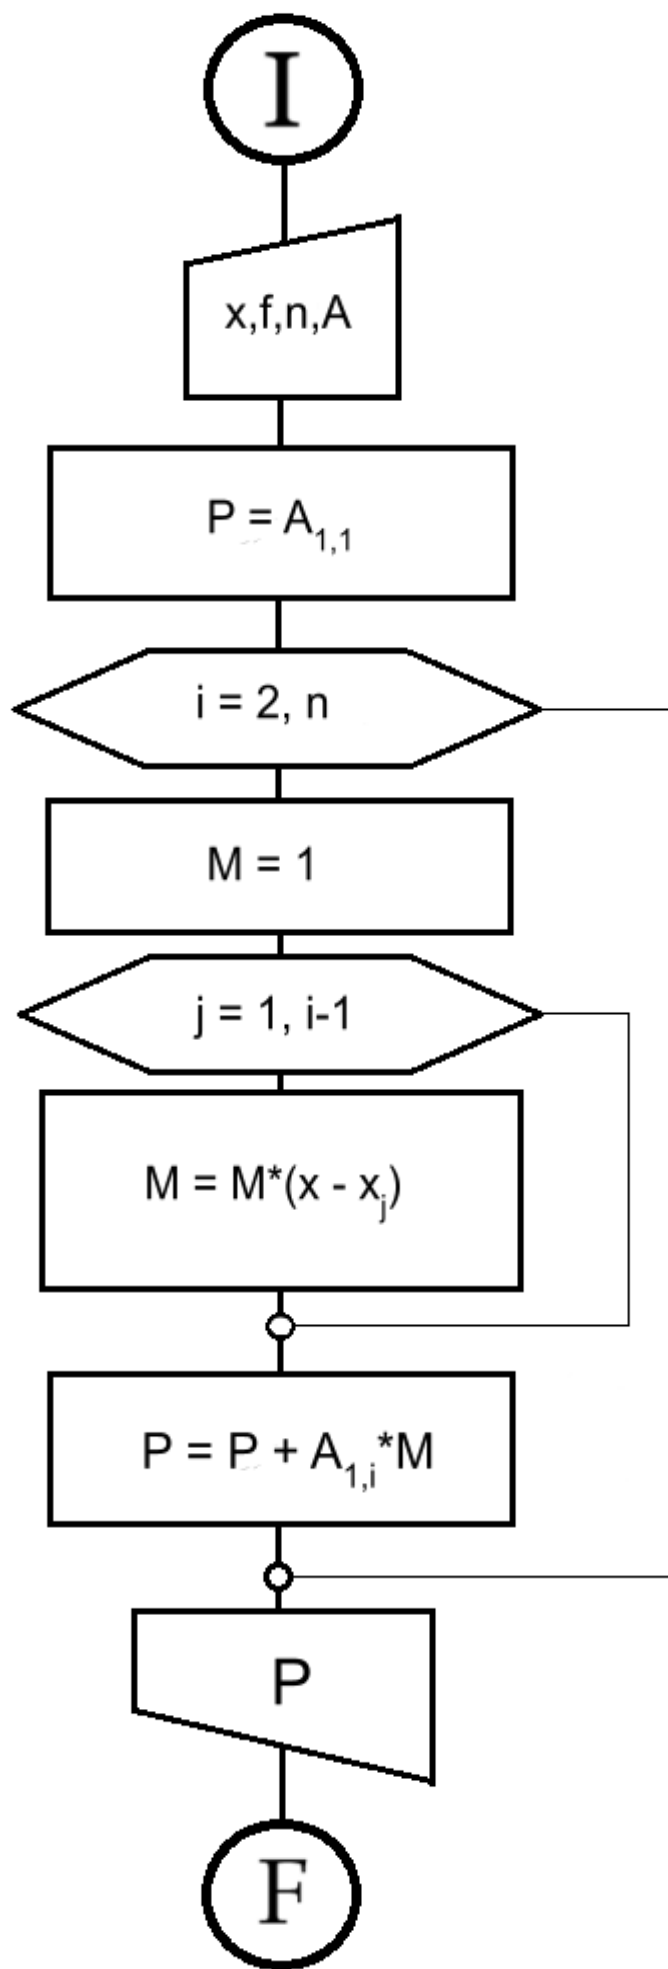 I
x,f,n,A
P = A₁,₁
i = 2, n
M = 1
j = 1, i-1
M = M*(x - xⱼ)
P = P + A₁,ᵢ*M
P
F